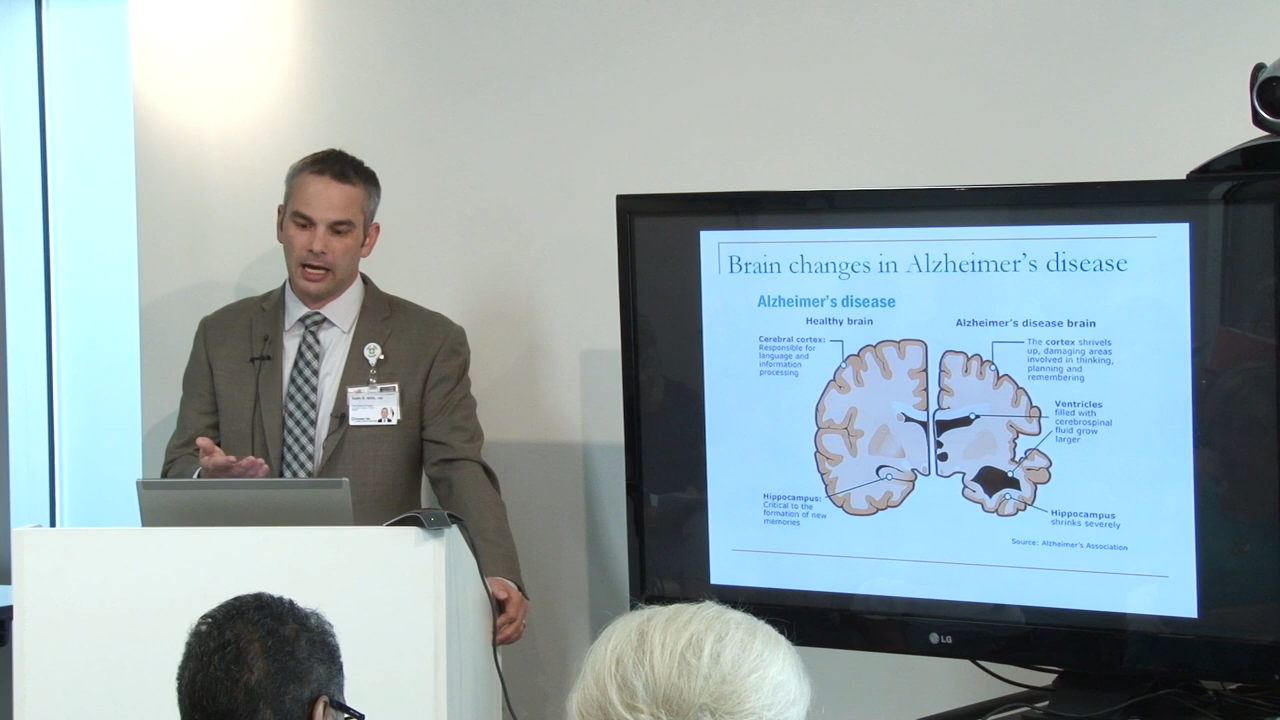 Brain changes in Alzheimer's disease
Alzheimer's disease
Healthy brain
Alzheimer's disease brain
Cerebral cortex:
Responsible for
language and
information
processing
The cortex shrivels
up, damaging areas
involved in thinking,
planning and
remembering
Ventricles
filled with
cerebrospinal
fluid grow
larger
Hippocampus:
Critical to the
formation of new
memories
Hippocampus
shrinks severely
Source: Alzheimer's Association
LG